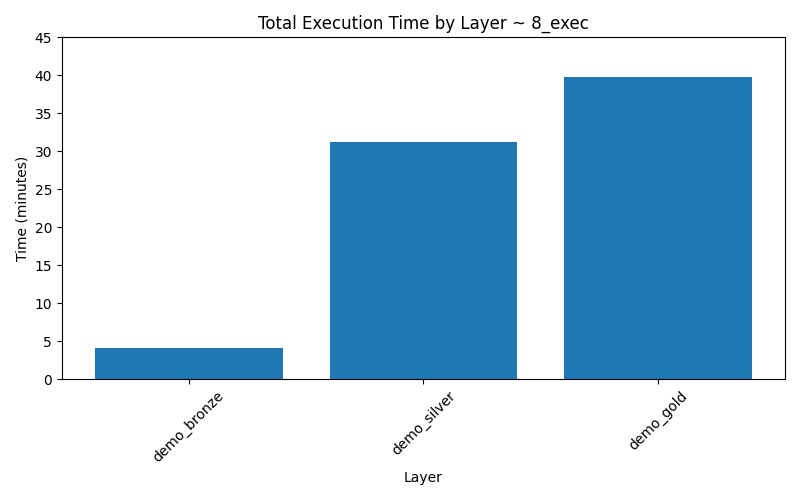 Total Execution Time by Layer ~ 8_exec
Time (minutes)
45
40
35
30
25
20
15
10
5
0
demo_bronze
demo_silver
demo_gold
Layer